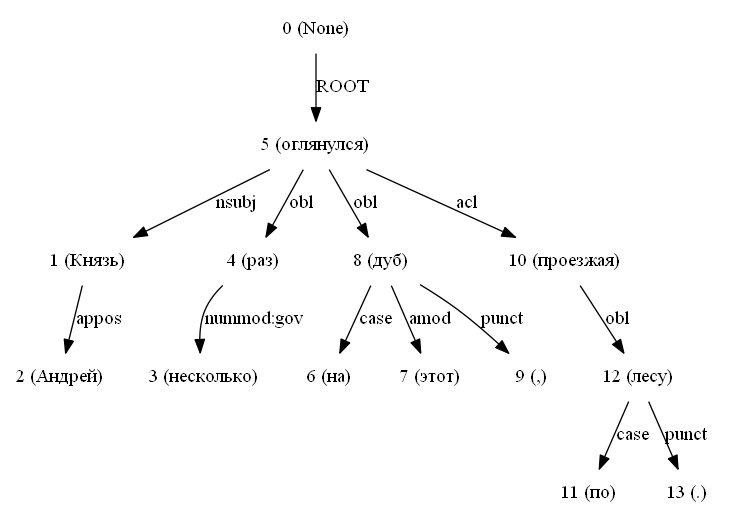 0 (None)
ROOT
5 (оглянулся)
nsubj obl obl acl
1 (Князь) 4 (раз) 8 (дуб) 10 (проезжая)
appos nummod:gov case amod punct obl
2 (Андрей) 3 (несколько) 6 (на) 7 (этот) 9 (,) 12 (лесу)
case punct
11 (по) 13 (.)